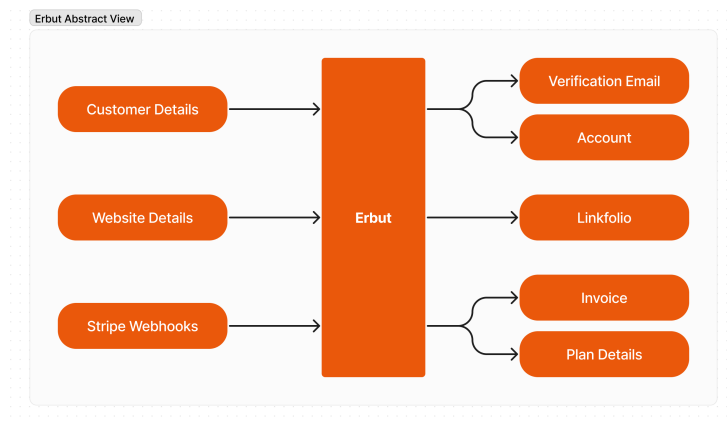 Erbut Abstract View
Customer Details
Website Details
Stripe Webhooks
Erbut
Verification Email
Account
Linkfolio
Invoice
Plan Details